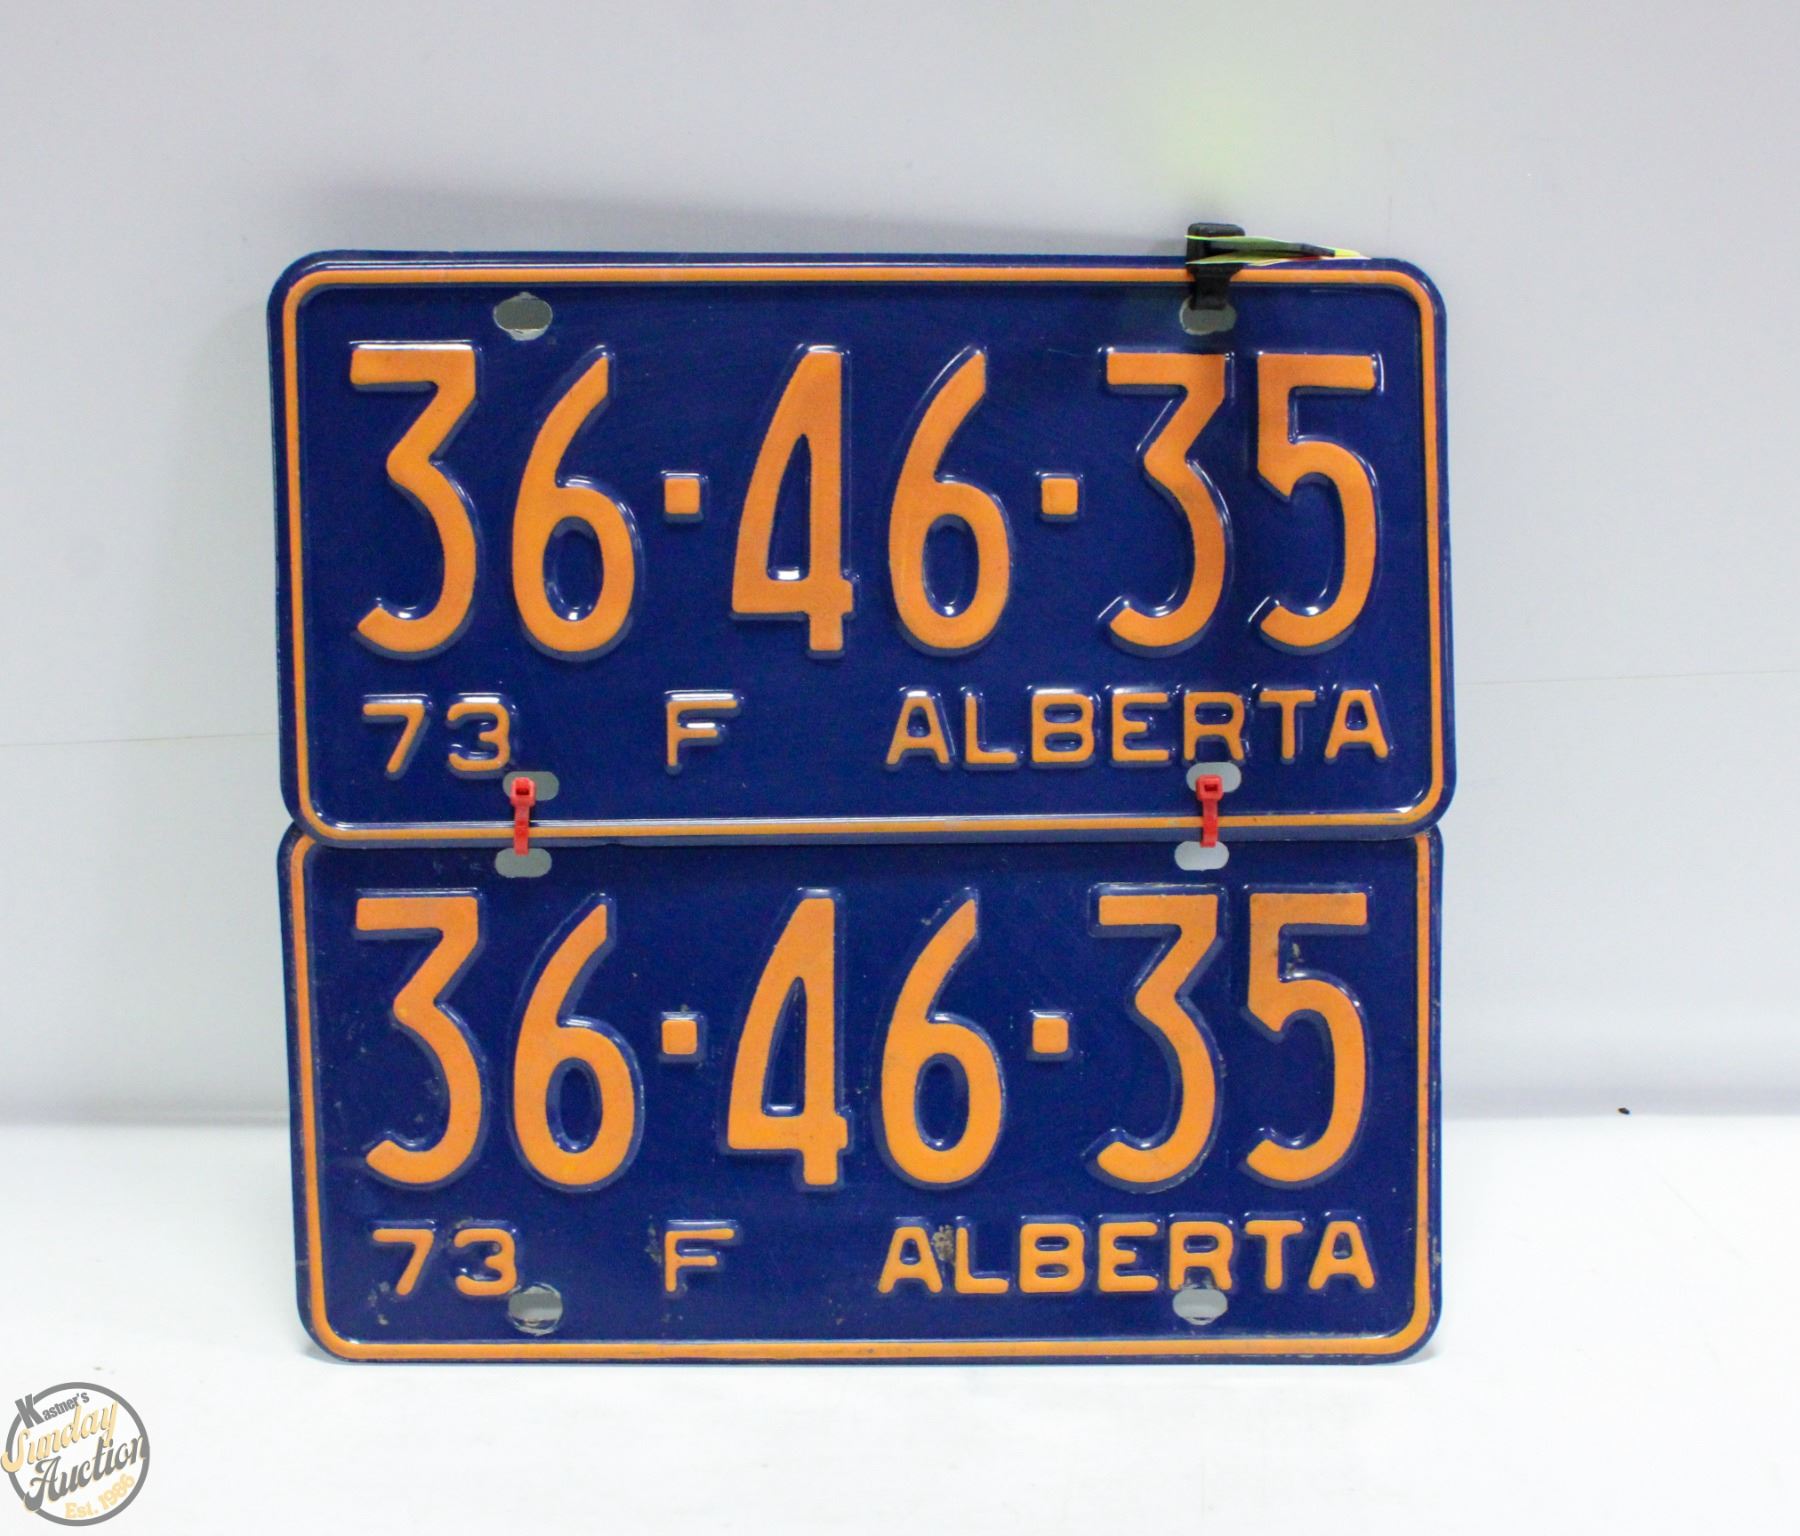 36·46·35
73 F ALBERTA
36·46·35
73 F ALBERTA
Kastner's
Sunday
Auction
Est. 1986